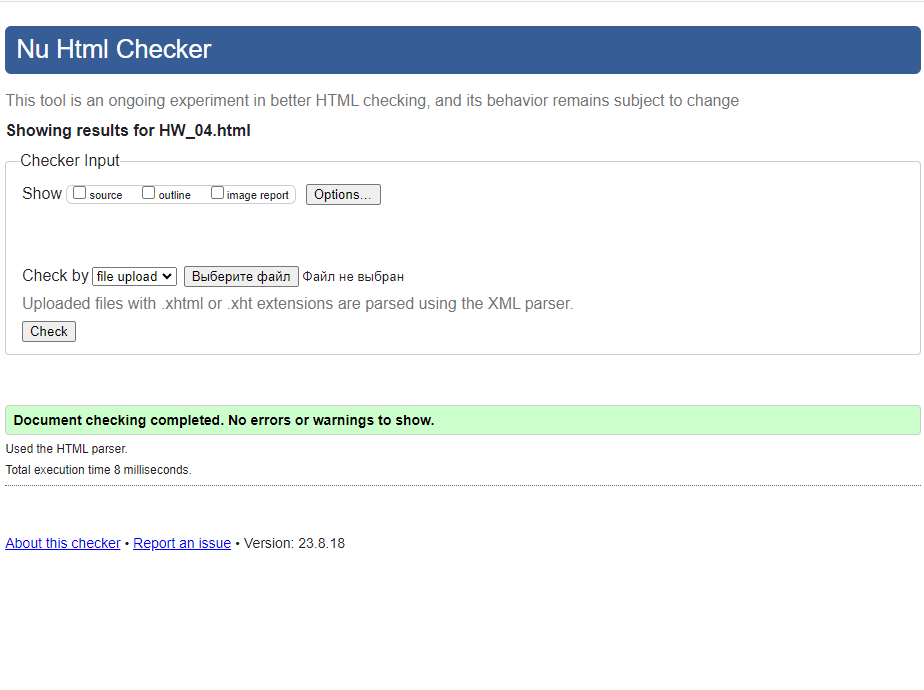 Nu Html Checker
This tool is an ongoing experiment in better HTML checking, and its behavior remains subject to change
Showing results for HW_04.html
Checker Input
Show source outline image report Options...
Check by file upload Выберите файл Файл не выбран
Uploaded files with .xhtml or .xht extensions are parsed using the XML parser.
Check
Document checking completed. No errors or warnings to show.
Used the HTML parser.
Total execution time 8 milliseconds.
About this checker • Report an issue • Version: 23.8.18